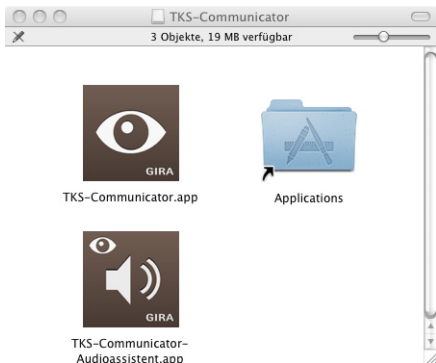 TKS-Communicator
3 Objekte, 19 MB verfügbar
GIRA
TKS-Communicator.app
Applications
GIRA
TKS-Communicator-
Audioassistent.app